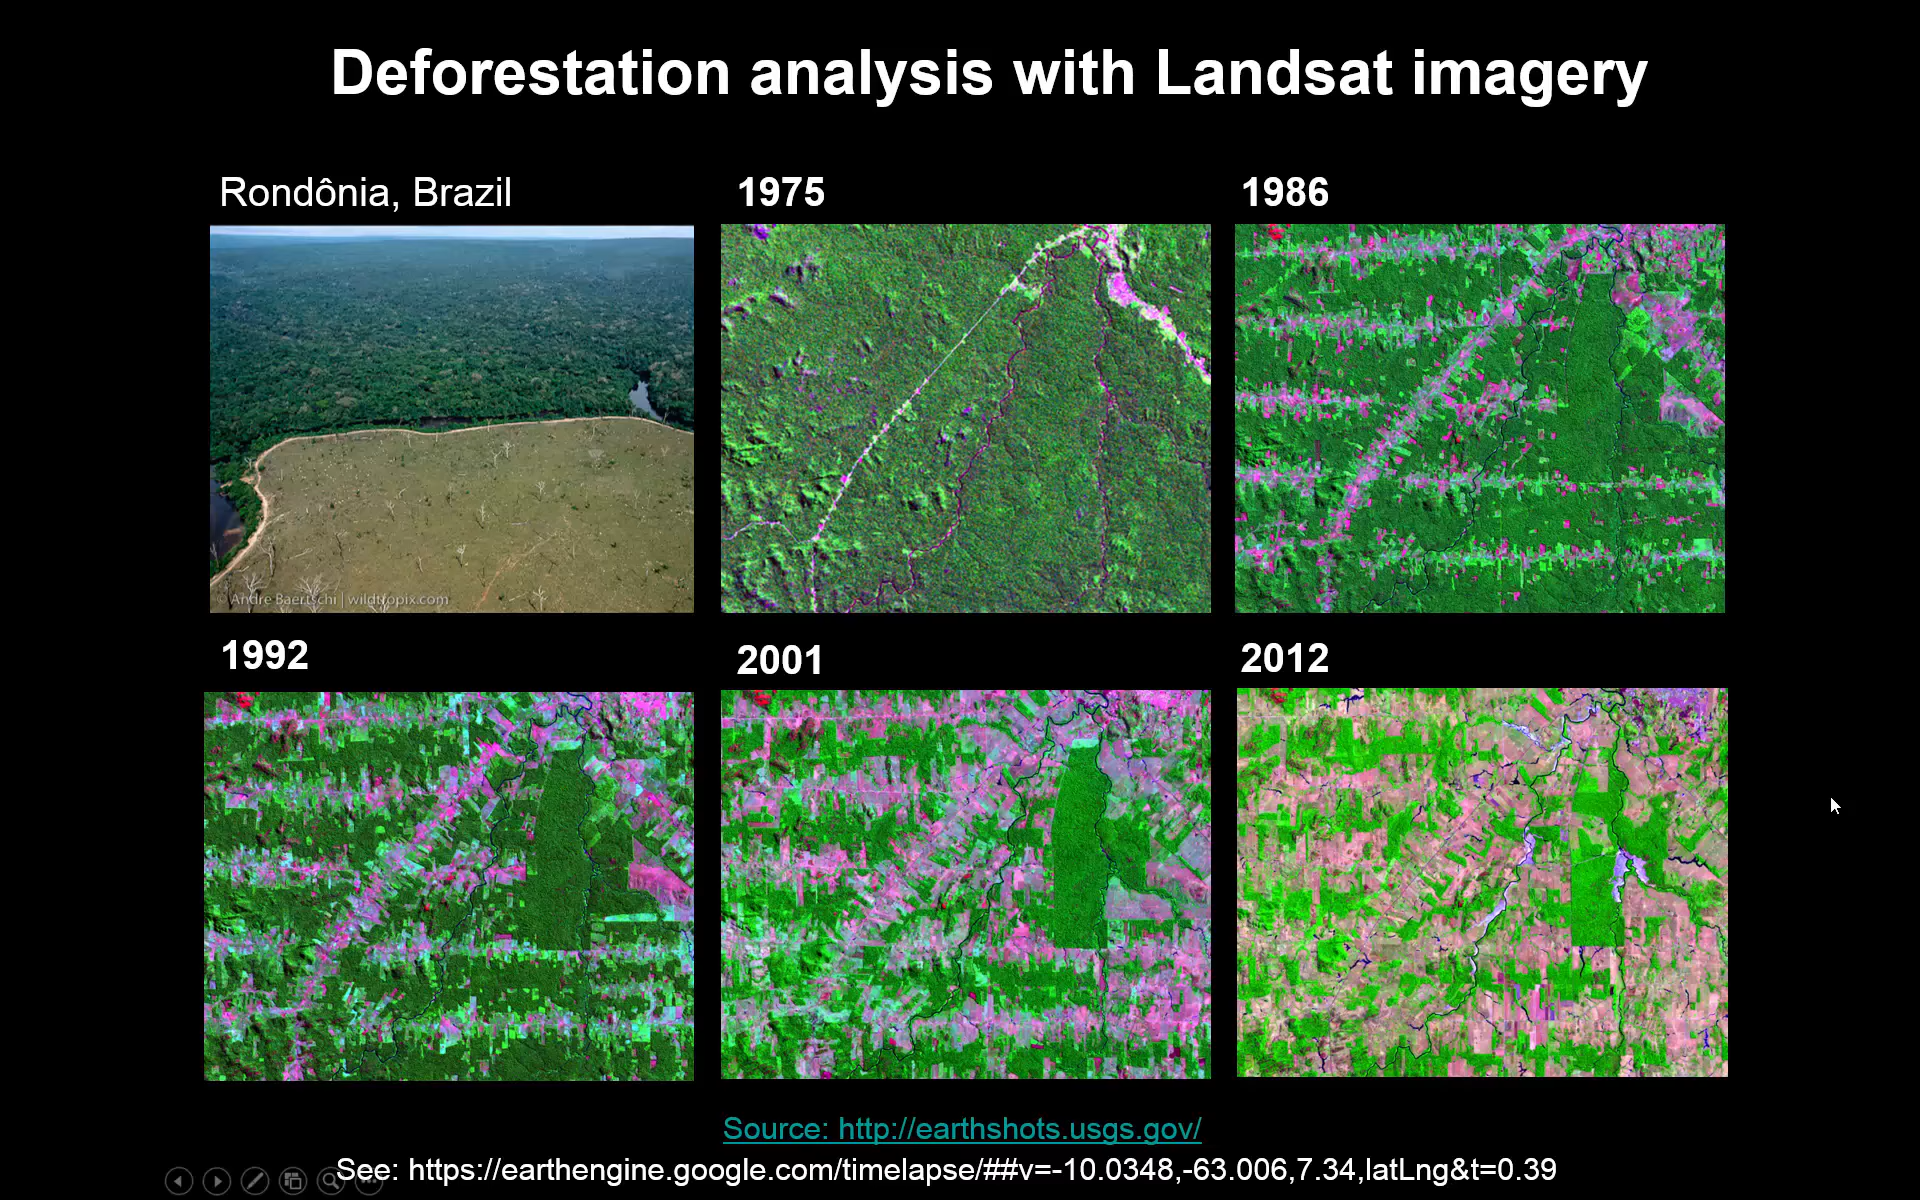 Deforestation analysis with Landsat imagery
Rondônia, Brazil
1975
1986
© Andre Baertschi | wildtropix.com
1992
2001
2012
Source: http://earthshots.usgs.gov/
See: https://earthengine.google.com/timelapse/##v=-10.0348,-63.006,7.34,latLng&t=0.39